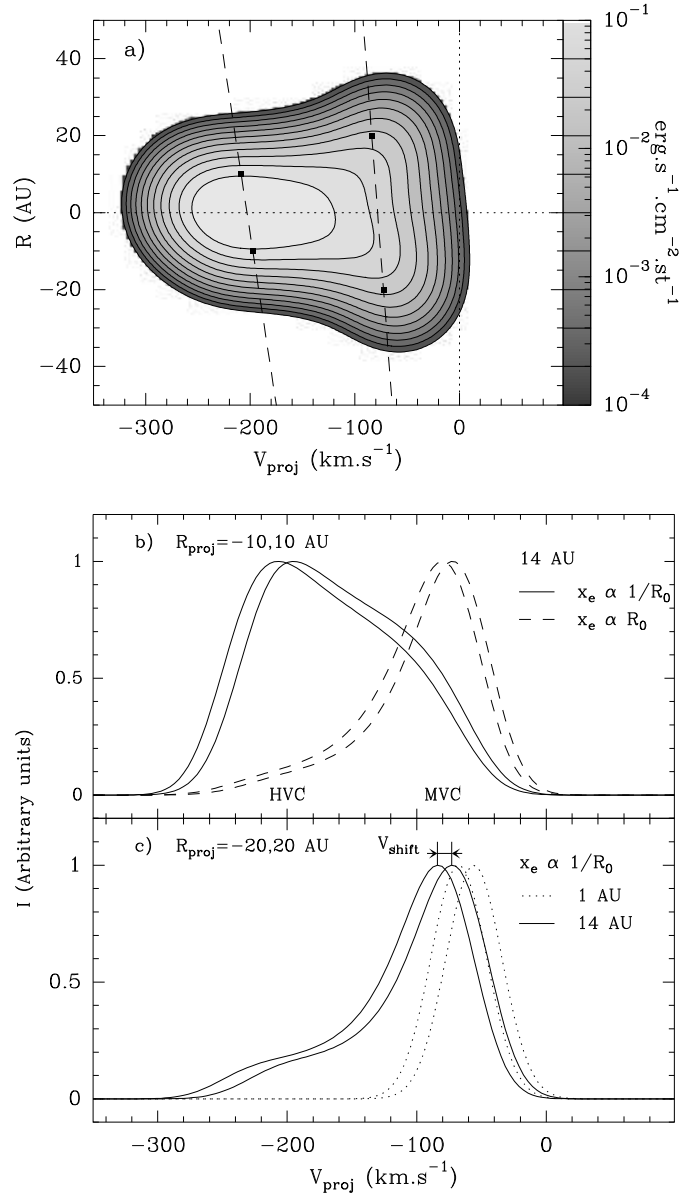 a)
40
20
0
−20
−40
R (AU)
−300 −200 −100 0
V_proj (km.s⁻¹)
10⁻¹
10⁻²
10⁻³
10⁻⁴
erg.s⁻¹.cm⁻².st⁻¹
b) R_proj=−10,10 AU
14 AU
x_e α 1/R_0
x_e α R_0
1
0.5
0
HVC MVC
I (Arbitrary units)
c) R_proj=−20,20 AU
V_shift
x_e α 1/R_0
1 AU
14 AU
1
0.5
0
−300 −200 −100 0
V_proj (km.s⁻¹)